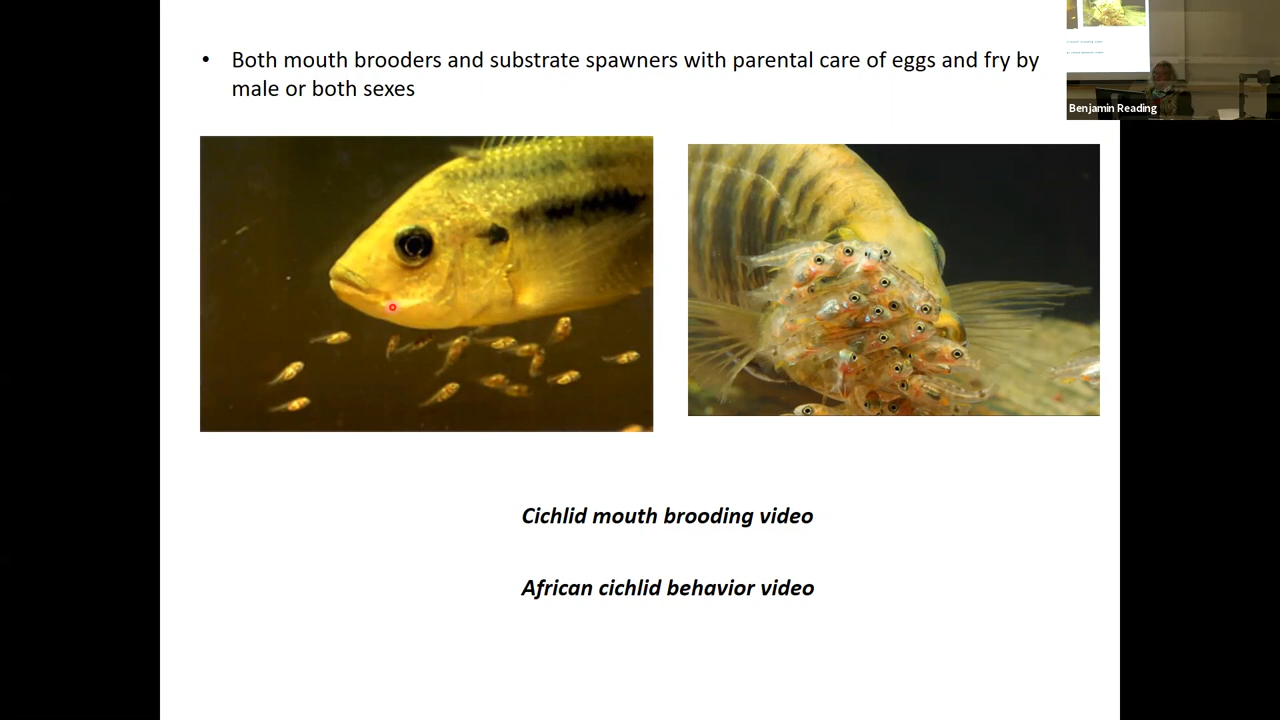 • Both mouth brooders and substrate spawners with parental care of eggs and fry by
male or both sexes
Benjamin Reading
Cichlid mouth brooding video
African cichlid behavior video